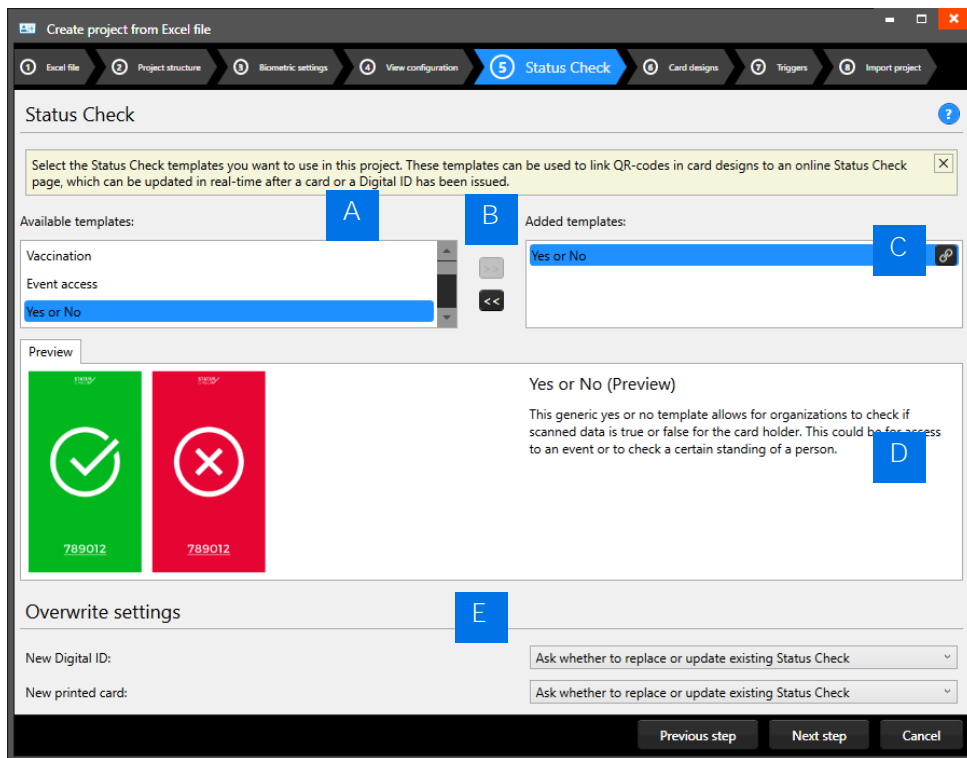 Create project from Excel file
1 Excel file 2 Project structure 3 Biometric settings 4 View configuration 5 Status Check 6 Card designs 7 Triggers 8 Import project
Status Check
?
Select the Status Check templates you want to use in this project. These templates can be used to link QR-codes in card designs to an online Status Check
page, which can be updated in real-time after a card or a Digital ID has been issued.
A
B
C
Available templates:
Added templates:
Vaccination
Event access
Yes or No
>>
<<
Yes or No
Preview
789012
789012
Yes or No (Preview)
This generic yes or no template allows for organizations to check if
scanned data is true or false for the card holder. This could be for access
to an event or to check a certain standing of a person.
D
E
Overwrite settings
New Digital ID:
Ask whether to replace or update existing Status Check
New printed card:
Ask whether to replace or update existing Status Check
Previous step
Next step
Cancel